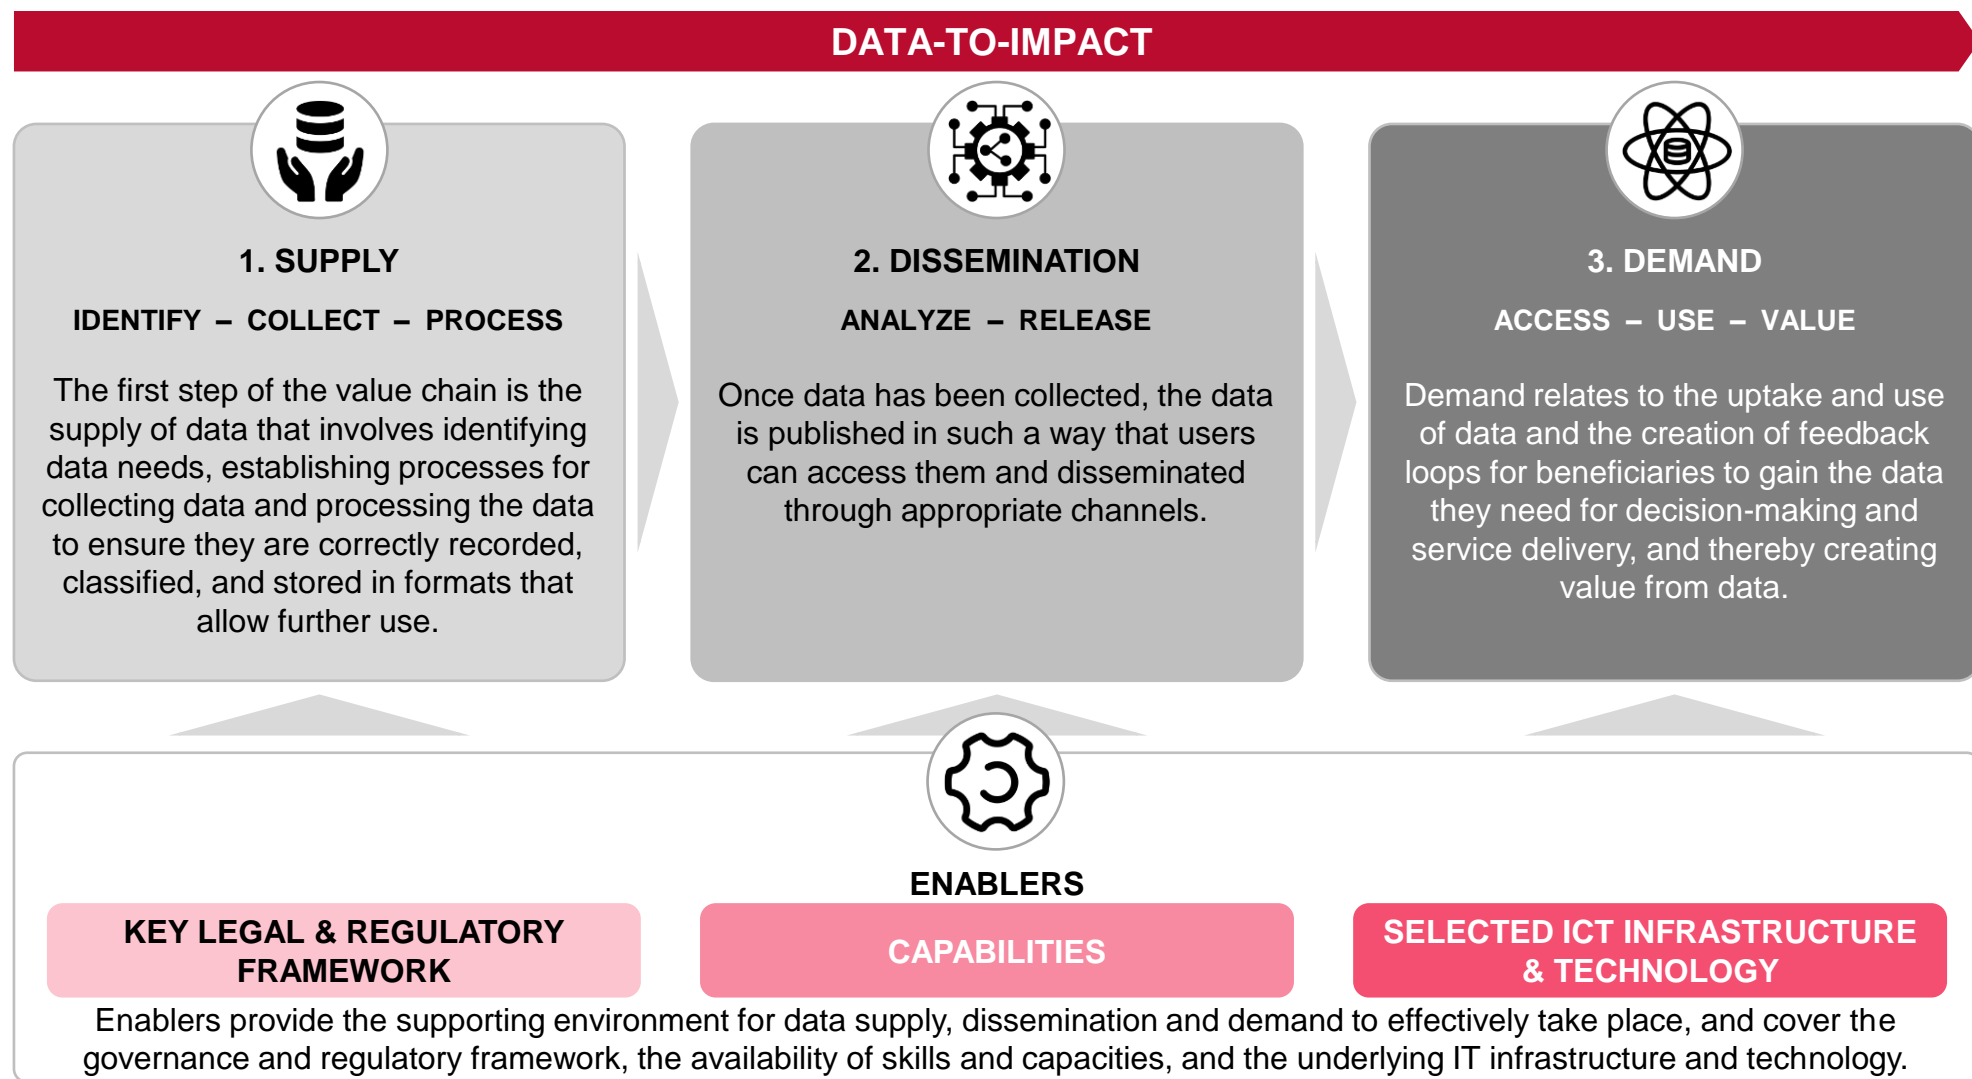 DATA-TO-IMPACT
1. SUPPLY
IDENTIFY – COLLECT – PROCESS
The first step of the value chain is the
supply of data that involves identifying
data needs, establishing processes for
collecting data and processing the data
to ensure they are correctly recorded,
classified, and stored in formats that
allow further use.
2. DISSEMINATION
ANALYZE – RELEASE
Once data has been collected, the data
is published in such a way that users
can access them and disseminated
through appropriate channels.
3. DEMAND
ACCESS – USE – VALUE
Demand relates to the uptake and use
of data and the creation of feedback
loops for beneficiaries to gain the data
they need for decision-making and
service delivery, and thereby creating
value from data.
ENABLERS
KEY LEGAL & REGULATORY
FRAMEWORK
CAPABILITIES
SELECTED ICT INFRASTRUCTURE
& TECHNOLOGY
Enablers provide the supporting environment for data supply, dissemination and demand to effectively take place, and cover the
governance and regulatory framework, the availability of skills and capacities, and the underlying IT infrastructure and technology.